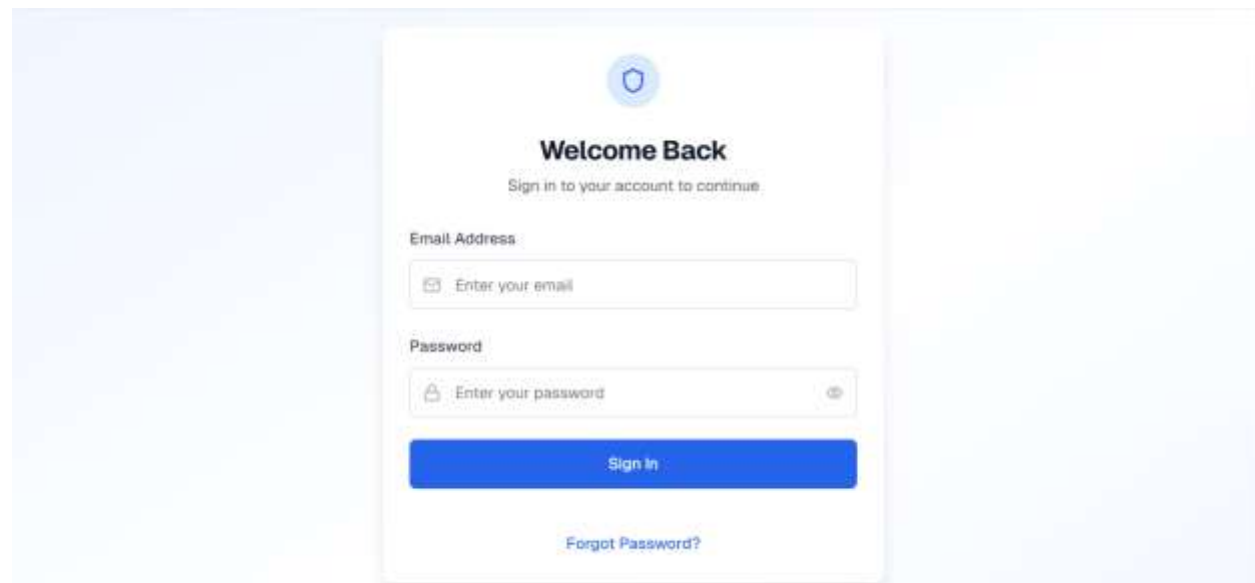 Welcome Back
Sign in to your account to continue
Email Address
Enter your email
Password
Enter your password
Sign In
Forgot Password?